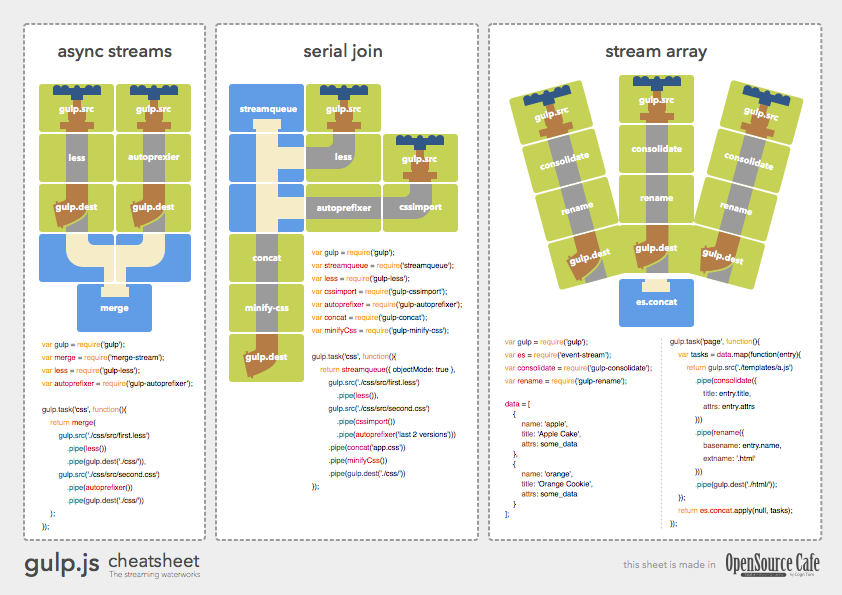 async streams
gulp.src
gulp.src
less
autoprexier
gulp.dest
gulp.dest
merge
var gulp = require('gulp');
var merge = require('merge-stream');
var less = require('gulp-less');
var autoprefixer = require('gulp-autoprefixer');
gulp.task('css', function(){
return merge(
gulp.src('./css/src/first.less')
.pipe(less())
.pipe(gulp.dest('./css/')),
gulp.src('./css/src/second.css')
.pipe(autoprefixer())
.pipe(gulp.dest('./css/'))
);
});
serial join
streamqueue
gulp.src
less
gulp.src
autoprefixer
cssimport
concat
minify-css
gulp.dest
var gulp = require('gulp');
var streamqueue = require('streamqueue');
var less = require('gulp-less');
var cssimport = require('gulp-cssimport');
var autoprefixer = require('gulp-autoprefixer');
var concat = require('gulp-concat');
var minifyCss = require('gulp-minify-css');
gulp.task('css', function(){
return streamqueue({ objectMode: true },
gulp.src('./css/src/first.less')
.pipe(less()),
gulp.src('./css/src/second.css')
.pipe(cssimport())
.pipe(autoprefixer('last 2 versions'))
.pipe(concat('app.css'))
.pipe(minifyCss())
.pipe(gulp.dest('./css/'))
});
stream array
gulp.src
gulp.src
gulp.src
consolidate
consolidate
consolidate
rename
rename
rename
gulp.dest
gulp.dest
gulp.dest
es.concat
var gulp = require('gulp');
var es = require('event-stream');
var consolidate = require('gulp-consolidate');
var rename = require('gulp-rename');
data = [
{
name: 'apple',
title: 'Apple Cake',
attrs: some_data
},
{
name: 'orange',
title: 'Orange Cookie',
attrs: some_data
}
];
gulp.task('page', function(){
var tasks = data.map(function(entry){
return gulp.src('./templates/a.js')
.pipe(consolidate({
title: entry.title,
attrs: entry.attrs
}))
.pipe(rename({
basename: entry.name,
extname: '.html'
}))
.pipe(gulp.dest('./html/'));
});
return es.concat.apply(null, tasks);
});
gulp.js cheatsheet
The streaming waterworks
this sheet is made in OpenSource Cafe